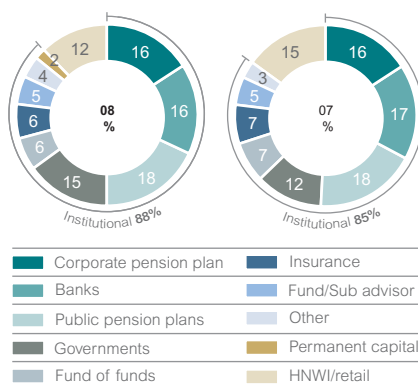 16
16
18
15
6
6
5
4
2
12
08
%
Institutional 88%
16
17
18
12
7
7
5
3
15
07
%
Institutional 85%
Corporate pension plan
Insurance
Banks
Fund/Sub advisor
Public pension plans
Other
Governments
Permanent capital
Fund of funds
HNWI/retail